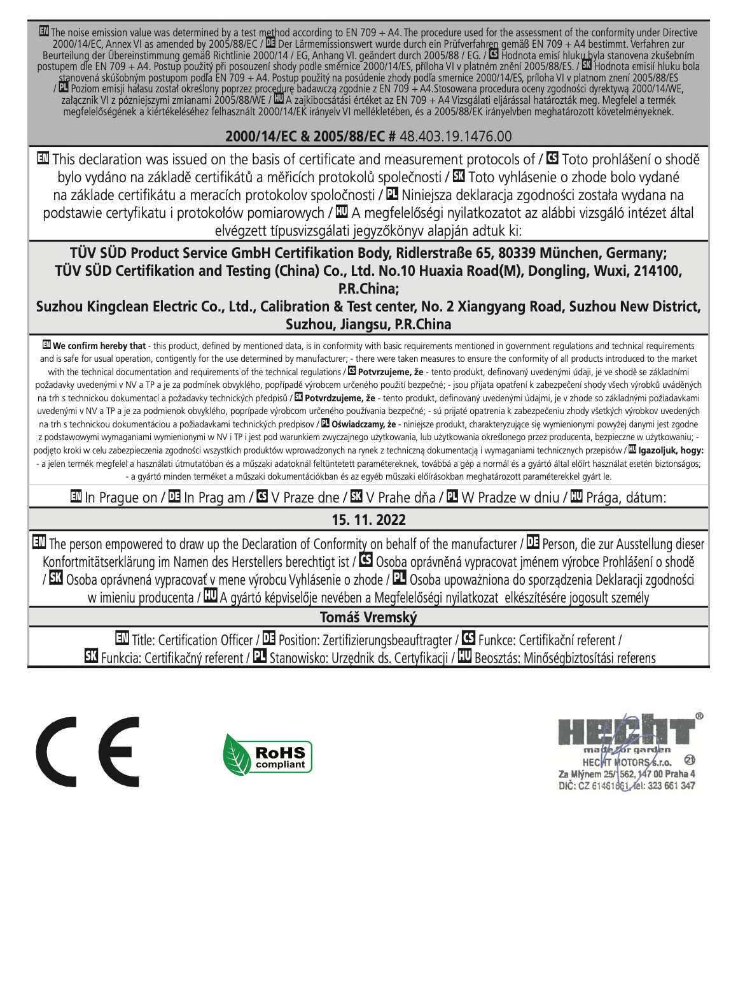 EN The noise emission value was determined by a test method according to EN 709 + A4. The procedure used for the assessment of the conformity under Directive
2000/14/EC, Annex VI as amended by 2005/88/EC / DE Der Lärmemissionswert wurde durch ein Prüfverfahren gemäß EN 709 + A4 bestimmt. Verfahren zur
Beurteilung der Übereinstimmung gemäß Richtlinie 2000/14 / EG, Anhang VI. geändert durch 2005/88 / EG. / CS Hodnota emisí hluku byla stanovena zkušebním
postupem dle EN 709 + A4. Postup použitý při posouzení shody podle směrnice 2000/14/ES, příloha VI v platném znění 2005/88/ES. / SK Hodnota emisií hluku bola
stanovená skúšobným postupom podľa EN 709 + A4. Postup použitý na posúdenie zhody podľa smernice 2000/14/ES, príloha VI v platnom znení 2005/88/ES
/ PL Poziom emisji hałasu został określony poprzez procedurę badawczą zgodnie z EN 709 + A4.Stosowana procedura oceny zgodności dyrektywą 2000/14/WE,
załącznik VI z pózniejszymi zmianami 2005/88/WE / HU A zajkibocsátási értéket az EN 709 + A4 Vizsgálati eljárással határozták meg. Megfelel a termék
megfelelőségének a kiértékeléséhez felhasznált 2000/14/EK irányelv VI mellékletében, és a 2005/88/EK irányelvben meghatározott követelményeknek.
2000/14/EC & 2005/88/EC # 48.403.19.1476.00
EN This declaration was issued on the basis of certificate and measurement protocols of / CS Toto prohlášení o shodě
bylo vydáno na základě certifikátů a měřicích protokolů společnosti / SK Toto vyhlásenie o zhode bolo vydané
na základe certifikátu a meracích protokolov spoločnosti / PL Niniejsza deklaracja zgodności została wydana na
podstawie certyfikatu i protokołów pomiarowych / HU A megfelelőségi nyilatkozatot az alábbi vizsgáló intézet által
elvégzett típusvizsgálati jegyzőkönyv alapján adtuk ki:
TÜV SÜD Product Service GmbH Certifikation Body, Ridlerstraße 65, 80339 München, Germany;
TÜV SÜD Certifikation and Testing (China) Co., Ltd. No.10 Huaxia Road(M), Dongling, Wuxi, 214100,
P.R.China;
Suzhou Kingclean Electric Co., Ltd., Calibration & Test center, No. 2 Xiangyang Road, Suzhou New District,
Suzhou, Jiangsu, P.R.China
EN We confirm hereby that - this product, defined by mentioned data, is in conformity with basic requirements mentioned in government regulations and technical requirements
and is safe for usual operation, contigently for the use determined by manufacturer; - there were taken measures to ensure the conformity of all products introduced to the market
with the technical documentation and requirements of the technical regulations / CS Potvrzujeme, že - tento produkt, definovaný uvedenými údaji, je ve shodě se základními
požadavky uvedenými v NV a TP a je za podmínek obvyklého, popřípadě výrobcem určeného použití bezpečné; - jsou přijata opatření k zabezpečení shody všech výrobků uváděných
na trh s technickou dokumentací a požadavky technických předpisů / SK Potvrdzujeme, že - tento produkt, definovaný uvedenými údajmi, je v zhode so základnými požiadavkami
uvedenými v NV a TP a je za podmienok obvyklého, poprípade výrobcom určeného používania bezpečné; - sú prijaté opatrenia k zabezpečeniu zhody všetkých výrobkov uvedených
na trh s technickou dokumentáciou a požiadavkami technických predpisov / PL Oświadczamy, że - niniejsze produkt, charakteryzujące się wymienionymi powyżej danymi jest zgodne
z podstawowymi wymaganiami wymienionymi w NV i TP i jest pod warunkiem zwyczajnego użytkowania, lub użytkowania określonego przez producenta, bezpieczne w użytkowaniu; -
podjęto kroki w celu zabezpieczenia zgodności wszystkich produktów wprowadzonych na rynek z techniczną dokumentacją i wymaganiami technicznych przepisów / HU Igazoljuk, hogy:
- a jelen termék megfelel a használati útmutatóban és a műszaki adatoknál feltüntetett paramétereknek, továbbá a gép a normál és a gyártó által előírt használat esetén biztonságos;
- a gyártó minden terméket a műszaki dokumentációkban és az egyéb műszaki előírásokban meghatározott paraméterekkel gyárt le.
EN In Prague on / DE In Prag am / CS V Praze dne / SK V Prahe dňa / PL W Pradze w dniu / HU Prága, dátum:
15. 11. 2022
EN The person empowered to draw up the Declaration of Conformity on behalf of the manufacturer / DE Person, die zur Ausstellung dieser
Konfortmitätserklärung im Namen des Herstellers berechtigt ist / CS Osoba oprávněná vypracovat jménem výrobce Prohlášení o shodě
/ SK Osoba oprávnená vypracovať v mene výrobcu Vyhlásenie o zhode / PL Osoba upoważniona do sporządzenia Deklaracji zgodności
w imieniu producenta / HU A gyártó képviselője nevében a Megfelelőségi nyilatkozat elkészítésére jogosult személy
Tomáš Vremský
EN Title: Certification Officer / DE Position: Zertifizierungsbeauftragter / CS Funkce: Certifikační referent /
SK Funkcia: Certifikačný referent / PL Stanowisko: Urzędnik ds. Certyfikacji / HU Beosztás: Minőségbiztosítási referens
CE
RoHS
compliant
HECHT®
made for garden
HECHT MOTORS s.r.o. 21
Za Mlýnem 25/1562, 147 00 Praha 4
DIČ: CZ 61461661, tel: 323 661 347